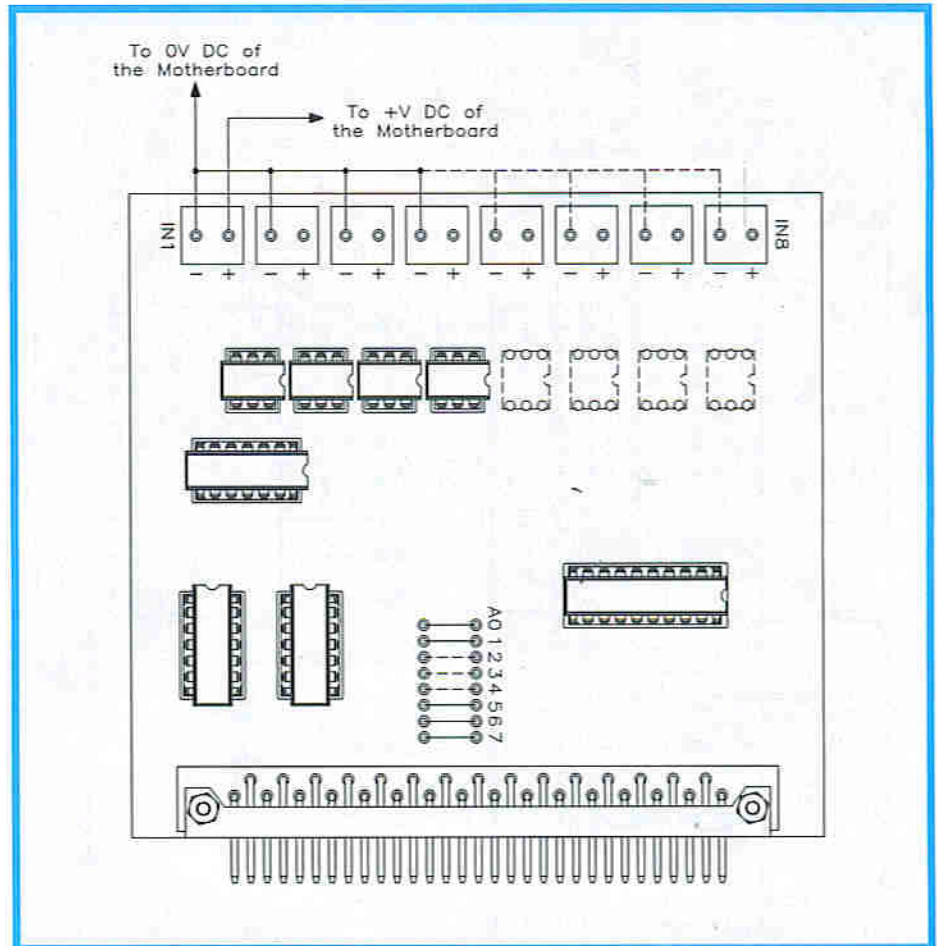 To 0V DC of
the Motherboard
To +V DC of
the Motherboard
IN1
IN8
- + - + - + - + - + - + - + - +
A0
1
2
3
4
5
6
7